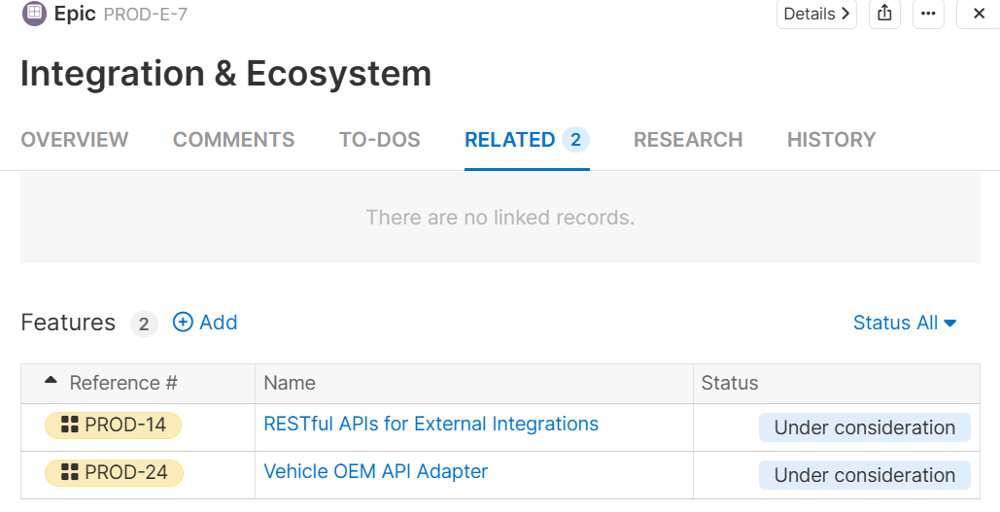 Epic PROD-E-7 Details
Integration & Ecosystem
OVERVIEW COMMENTS TO-DOS RELATED 2 RESEARCH HISTORY
There are no linked records.
Features 2 Add Status All
Reference # Name Status
PROD-14 RESTful APIs for External Integrations Under consideration
PROD-24 Vehicle OEM API Adapter Under consideration